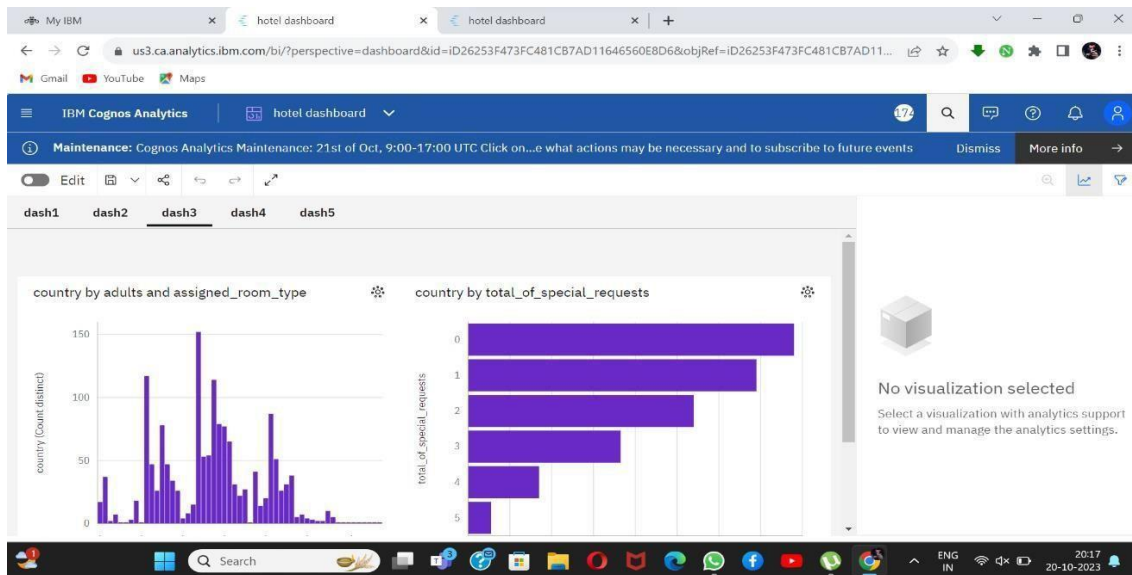 My IBM
hotel dashboard
hotel dashboard
us3.ca.analytics.ibm.com/bi/?perspective=dashboard&id=iD26253F473FC481CB7AD11646560E8D6&objRef=iD26253F473FC481CB7AD11...
Gmail YouTube Maps
IBM Cognos Analytics hotel dashboard 174
Maintenance: Cognos Analytics Maintenance: 21st of Oct, 9:00-17:00 UTC Click on...e what actions may be necessary and to subscribe to future events Dismiss More info
Edit
dash1 dash2 dash3 dash4 dash5
country by adults and assigned_room_type
150
100
50
0
country (Count distinct)
country by total_of_special_requests
total_of_special_requests
0
1
2
3
4
5
No visualization selected
Select a visualization with analytics support
to view and manage the analytics settings.
1
Search
3
ENG
IN
20:17
20-10-2023